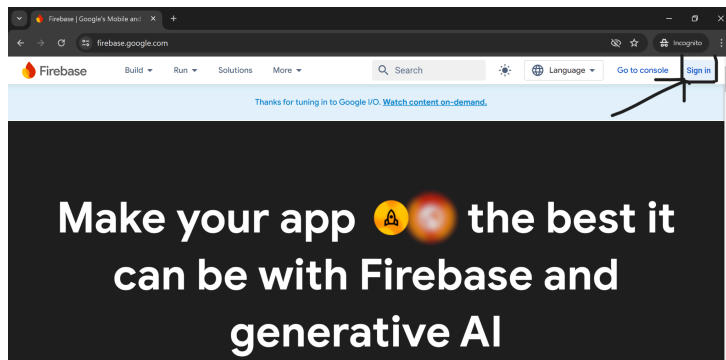 Firebase | Google's Mobile and
firebase.google.com
Incognito
Firebase Build Run Solutions More Search Language Go to console Sign in
Thanks for tuning in to Google I/O. Watch content on-demand.
Make your app the best it
can be with Firebase and
generative AI